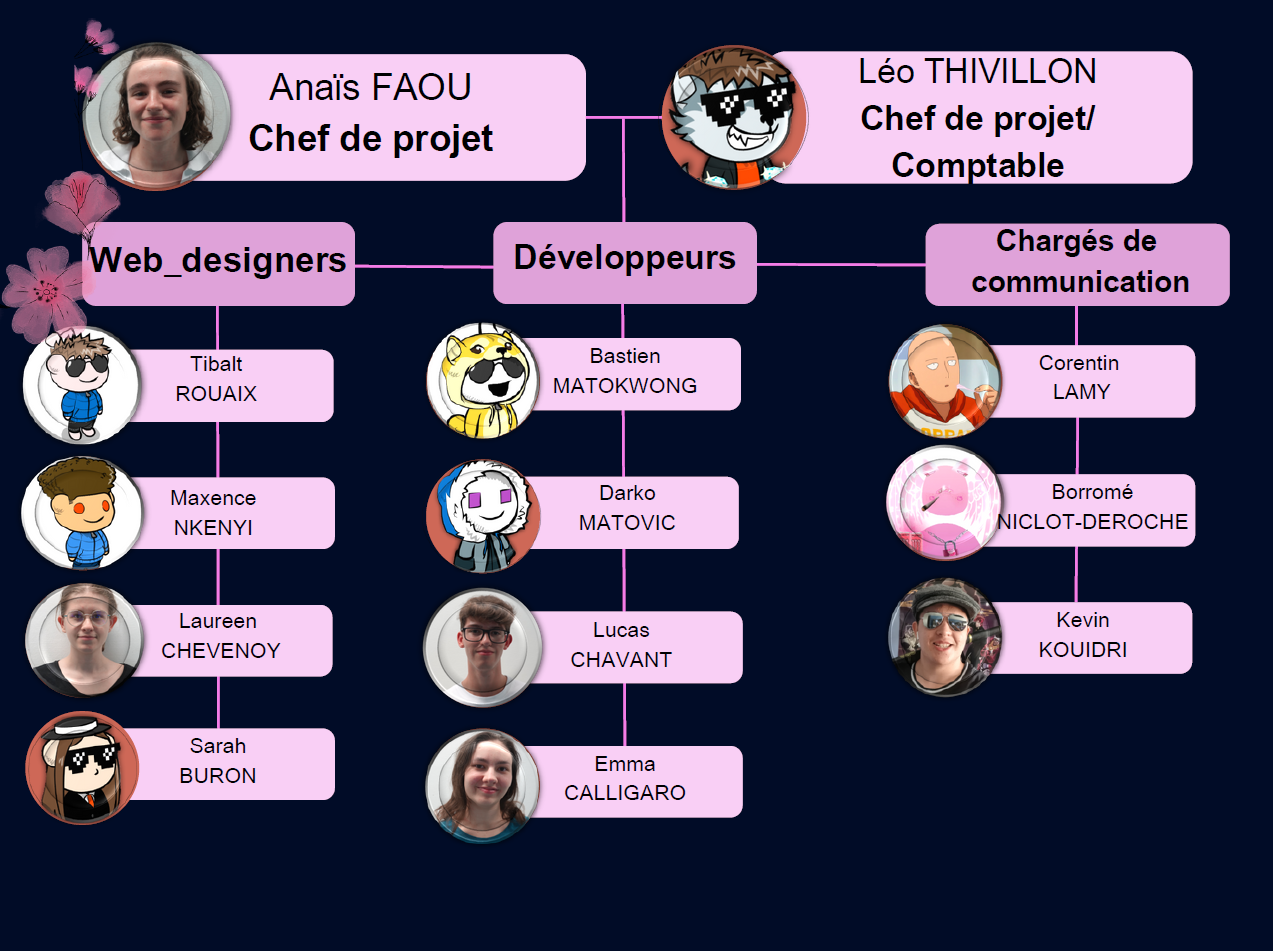 Anaïs FAOU
Chef de projet
Léo THIVILLON
Chef de projet/
Comptable
Web_designers
Développeurs
Chargés de
communication
Tibalt
ROUAIX
Maxence
NKENYI
Laureen
CHEVENOY
Sarah
BURON
Bastien
MATOKWONG
Darko
MATOVIC
Lucas
CHAVANT
Emma
CALLIGARO
Corentin
LAMY
Borromé
NICLOT-DEROCHE
Kevin
KOUIDRI